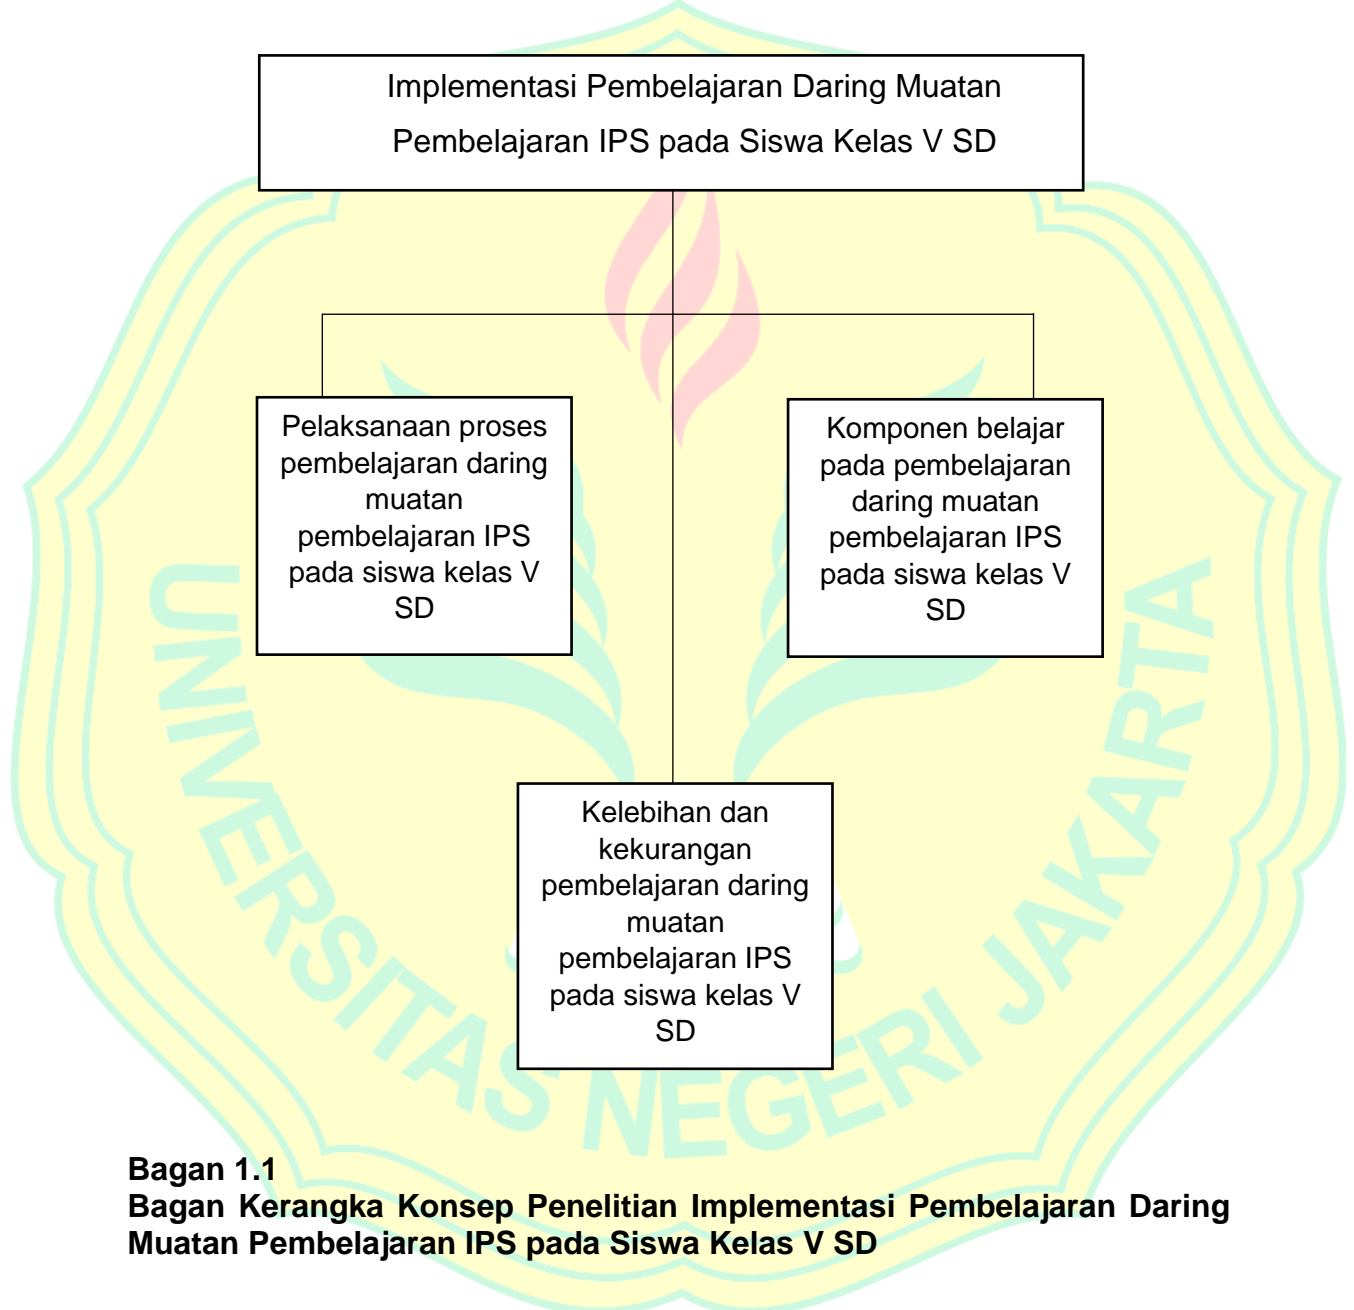 Implementasi Pembelajaran Daring Muatan
Pembelajaran IPS pada Siswa Kelas V SD
Pelaksanaan proses
pembelajaran daring
muatan
pembelajaran IPS
pada siswa kelas V
SD
Komponen belajar
pada pembelajaran
daring muatan
pembelajaran IPS
pada siswa kelas V
SD
Kelebihan dan
kekurangan
pembelajaran daring
muatan
pembelajaran IPS
pada siswa kelas V
SD
UNIVERSITAS NEGERI JAKARTA
Bagan 1.1
Bagan Kerangka Konsep Penelitian Implementasi Pembelajaran Daring
Muatan Pembelajaran IPS pada Siswa Kelas V SD